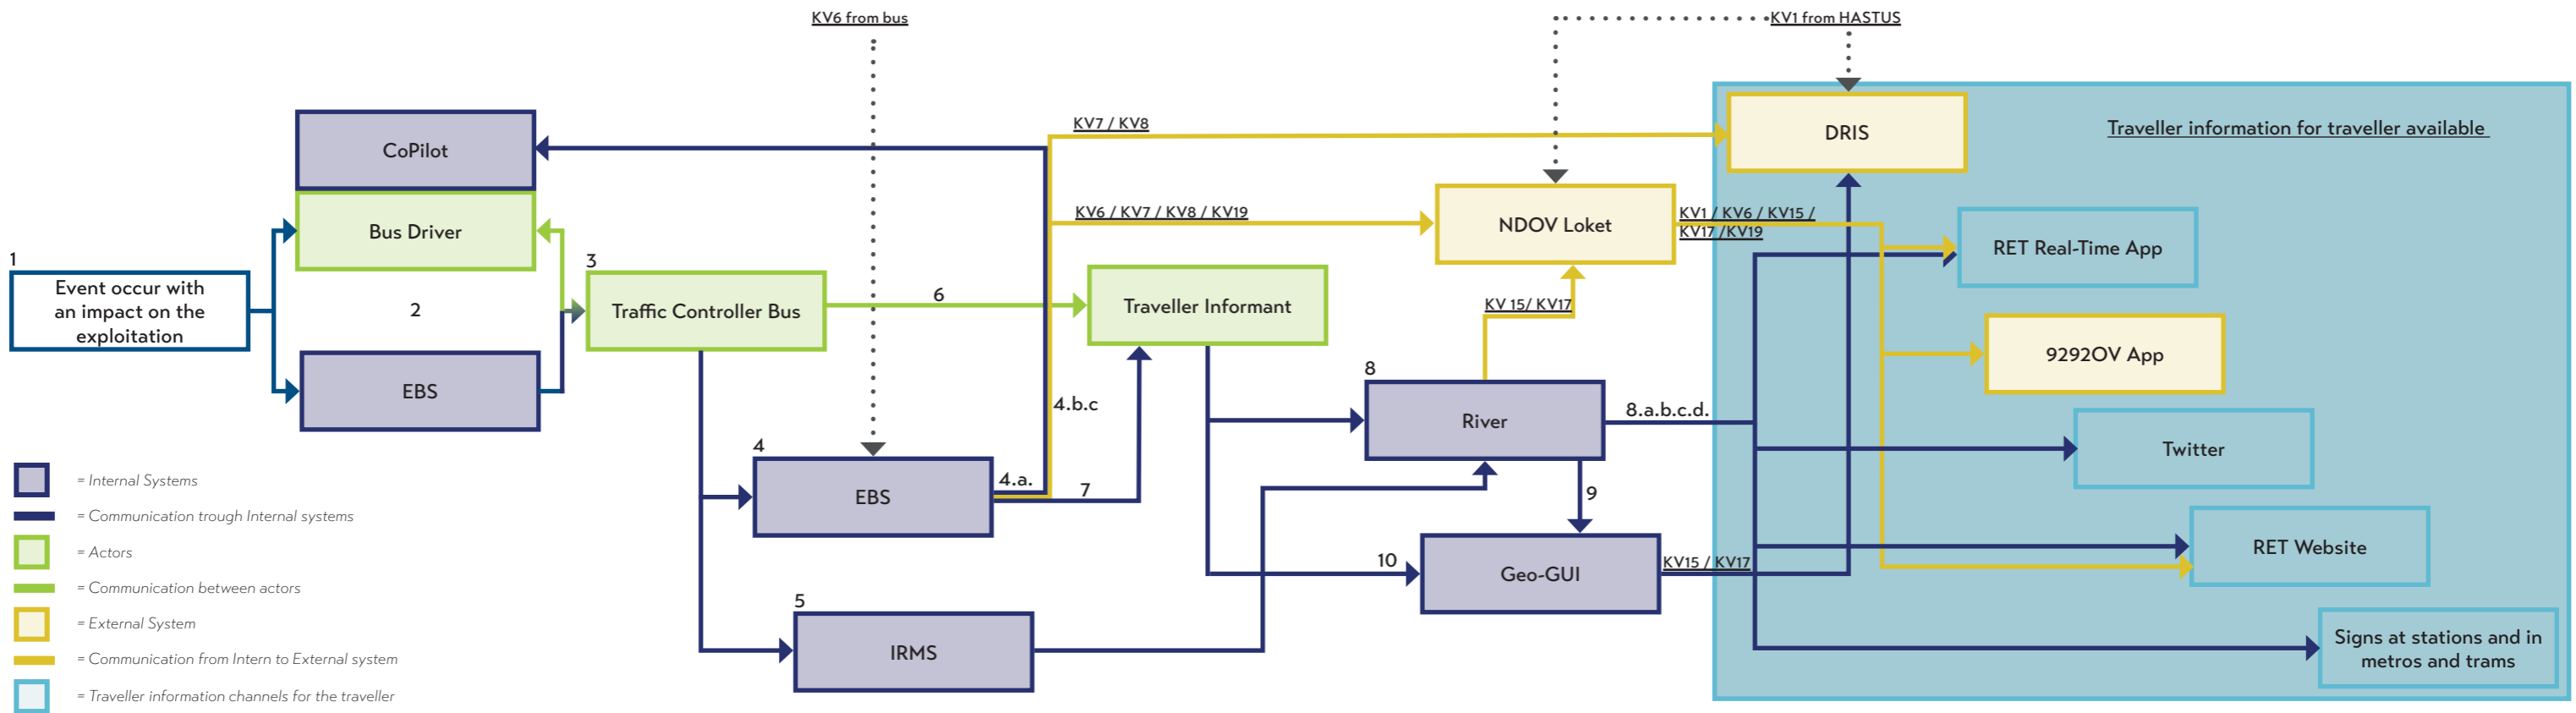 KV6 from bus
KV1 from HASTUS
CoPilot
KV7 / KV8
DRIS
Traveller information for traveller available
Bus Driver
KV6 / KV7 / KV8 / KV19
NDOV Loket
KV1 / KV6 / KV15 /
KV17 /KV19
RET Real-Time App
1
Event occur with
an impact on the
exploitation
2
3
Traffic Controller Bus
6
Traveller Informant
KV 15/ KV17
9292OV App
EBS
4.b.c
8
River
8.a.b.c.d.
Twitter
4
EBS
4.a.
7
9
10
Geo-GUI
KV15 / KV17
RET Website
5
IRMS
Signs at stations and in
metros and trams
= Internal Systems
= Communication trough Internal systems
= Actors
= Communication between actors
= External System
= Communication from Intern to External system
= Traveller information channels for the traveller